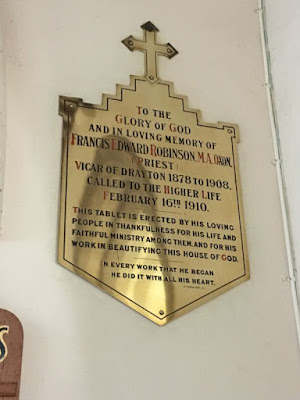 TO THE
GLORY OF GOD
AND IN LOVING MEMORY OF
FRANCIS EDWARD ROBINSON, M.A. OXON.
(PRIEST)
VICAR OF DRAYTON 1878 TO 1908.
CALLED TO THE HIGHER LIFE
FEBRUARY 16TH 1910.
THIS TABLET IS ERECTED BY HIS LOVING
PEOPLE IN THANKFULNESS FOR HIS LIFE AND
FAITHFUL MINISTRY AMONG THEM, AND FOR HIS
WORK IN BEAUTIFYING THIS HOUSE OF GOD.
IN EVERY WORK THAT HE BEGAN
HE DID IT WITH ALL HIS HEART.